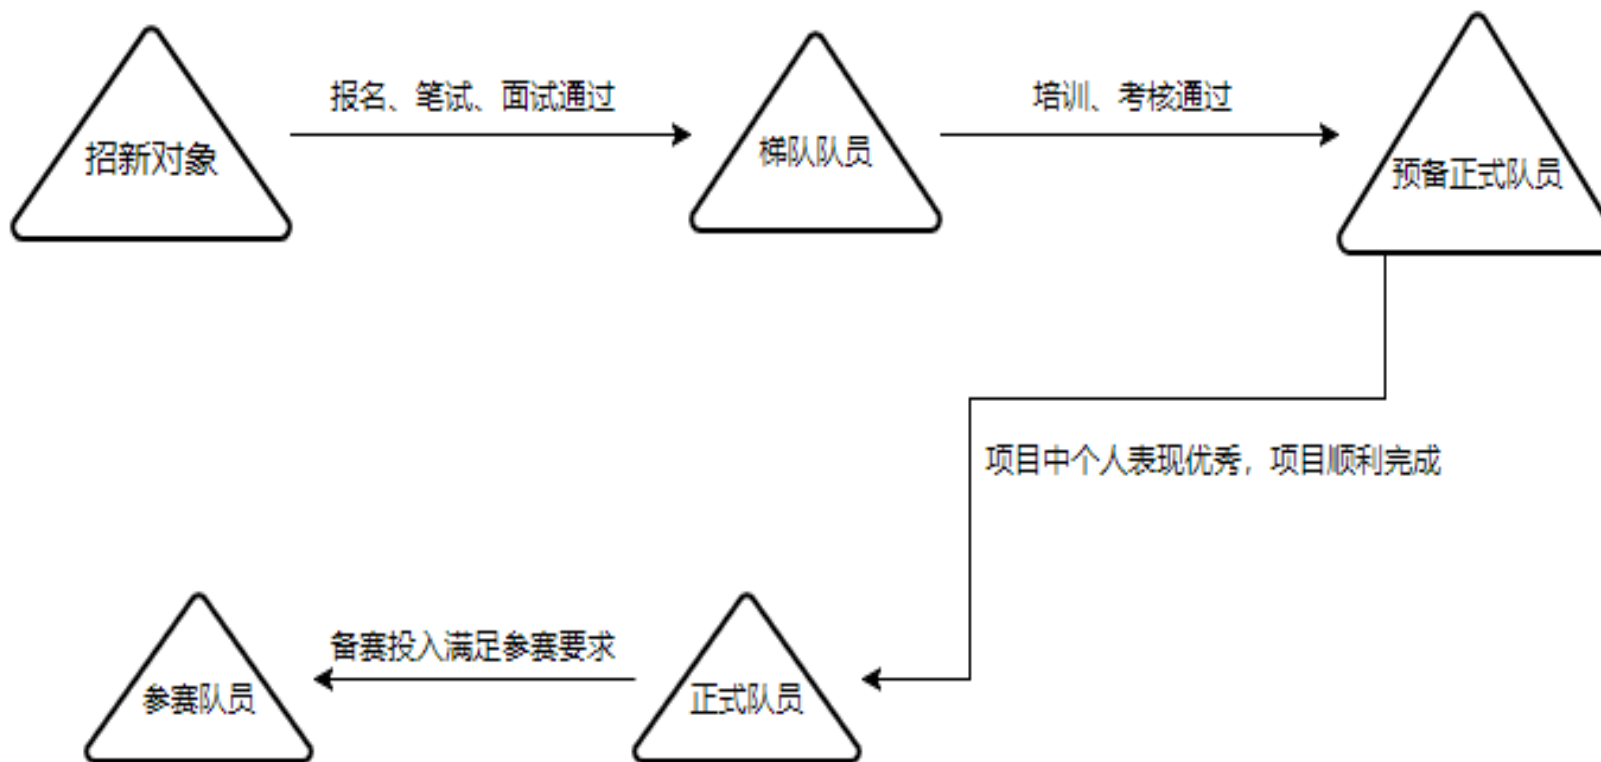 招新对象
报名、笔试、面试通过
梯队队员
培训、考核通过
预备正式队员
项目中个人表现优秀，项目顺利完成
正式队员
备赛投入满足参赛要求
参赛队员